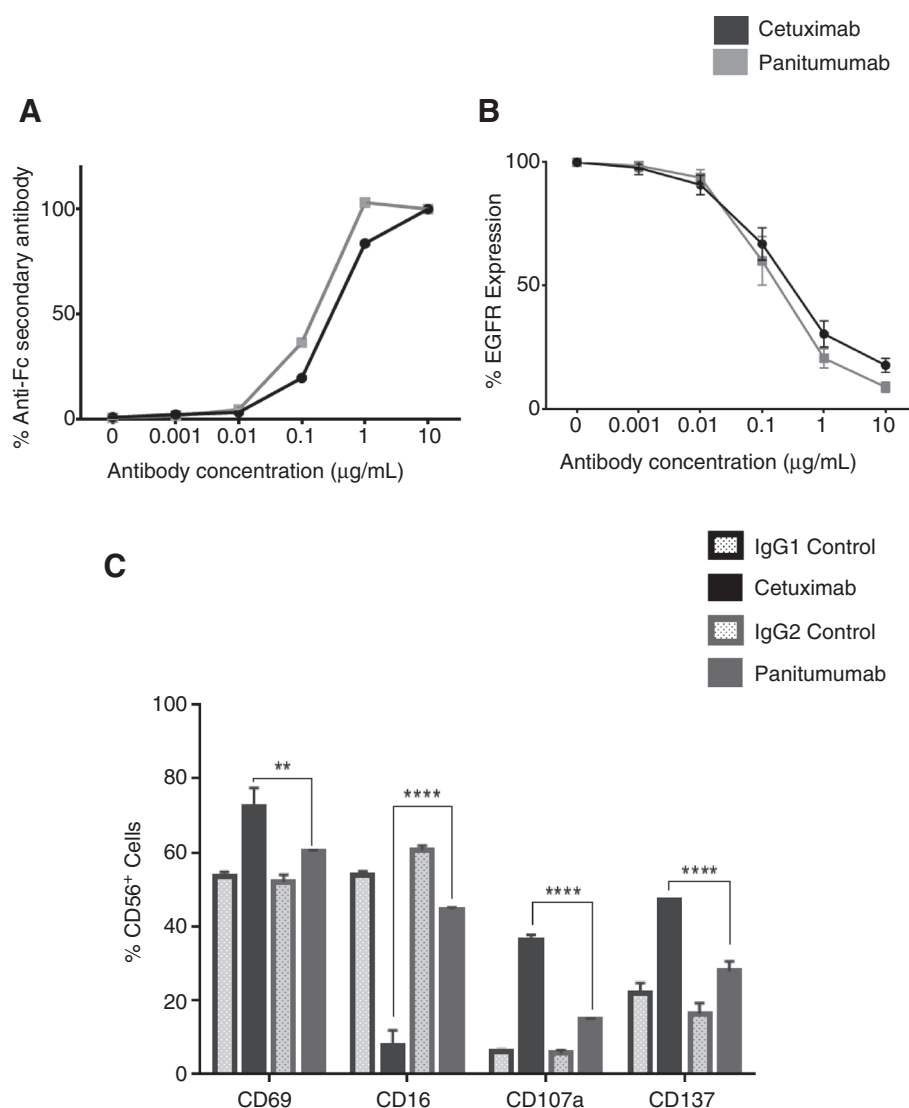 Cetuximab
Panitumumab
A
% Anti-Fc secondary antibody
100
50
0
0 0.001 0.01 0.1 1 10
Antibody concentration (μg/mL)
B
% EGFR Expression
100
50
0
0 0.001 0.01 0.1 1 10
Antibody concentration (μg/mL)
C
IgG1 Control
Cetuximab
IgG2 Control
Panitumumab
% CD56+ Cells
100
80
60
40
20
0
**
****
****
****
CD69 CD16 CD107a CD137